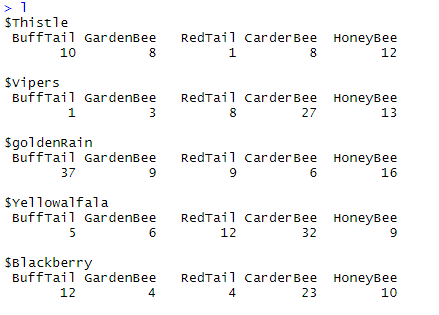 > l
$Thistle
BuffTail GardenBee RedTail CarderBee HoneyBee
10 8 1 8 12
$Vipers
BuffTail GardenBee RedTail CarderBee HoneyBee
1 3 8 27 13
$goldenRain
BuffTail GardenBee RedTail CarderBee HoneyBee
37 9 9 6 16
$Yellowalfala
BuffTail GardenBee RedTail CarderBee HoneyBee
5 6 12 32 9
$Blackberry
BuffTail GardenBee RedTail CarderBee HoneyBee
12 4 4 23 10